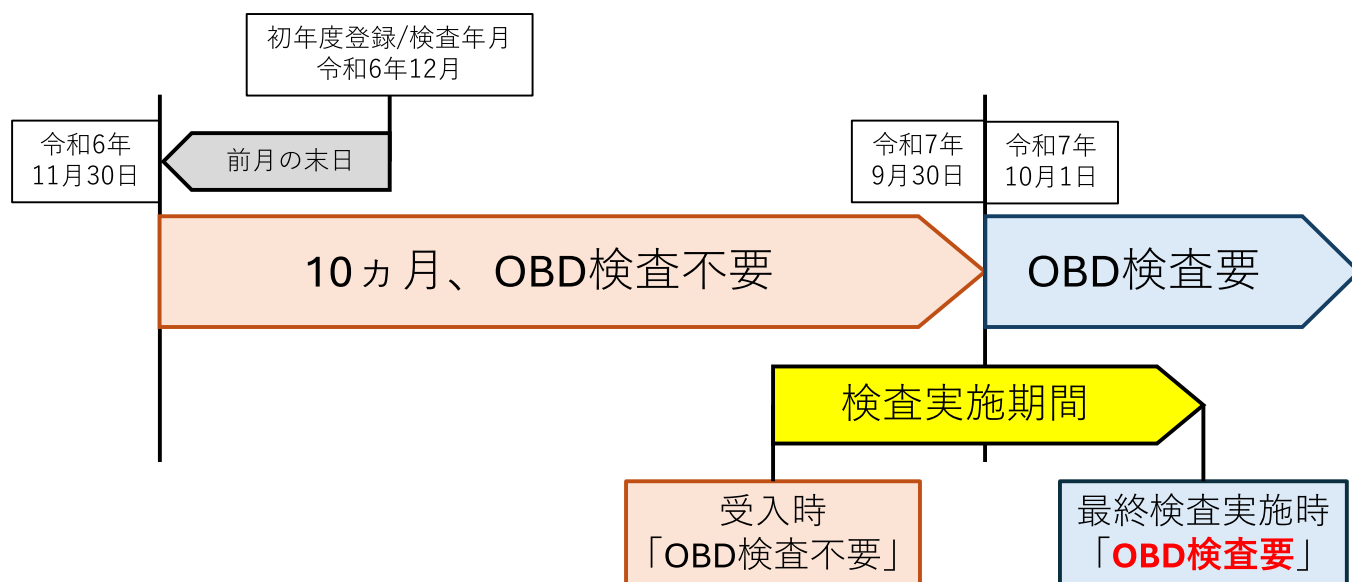 初年度登録/検査年月
令和6年12月
令和6年
11月30日
前月の末日
令和7年
9月30日
令和7年
10月1日
10ヵ月、OBD検査不要
OBD検査要
検査実施期間
受入時
「OBD検査不要」
最終検査実施時
「OBD検査要」